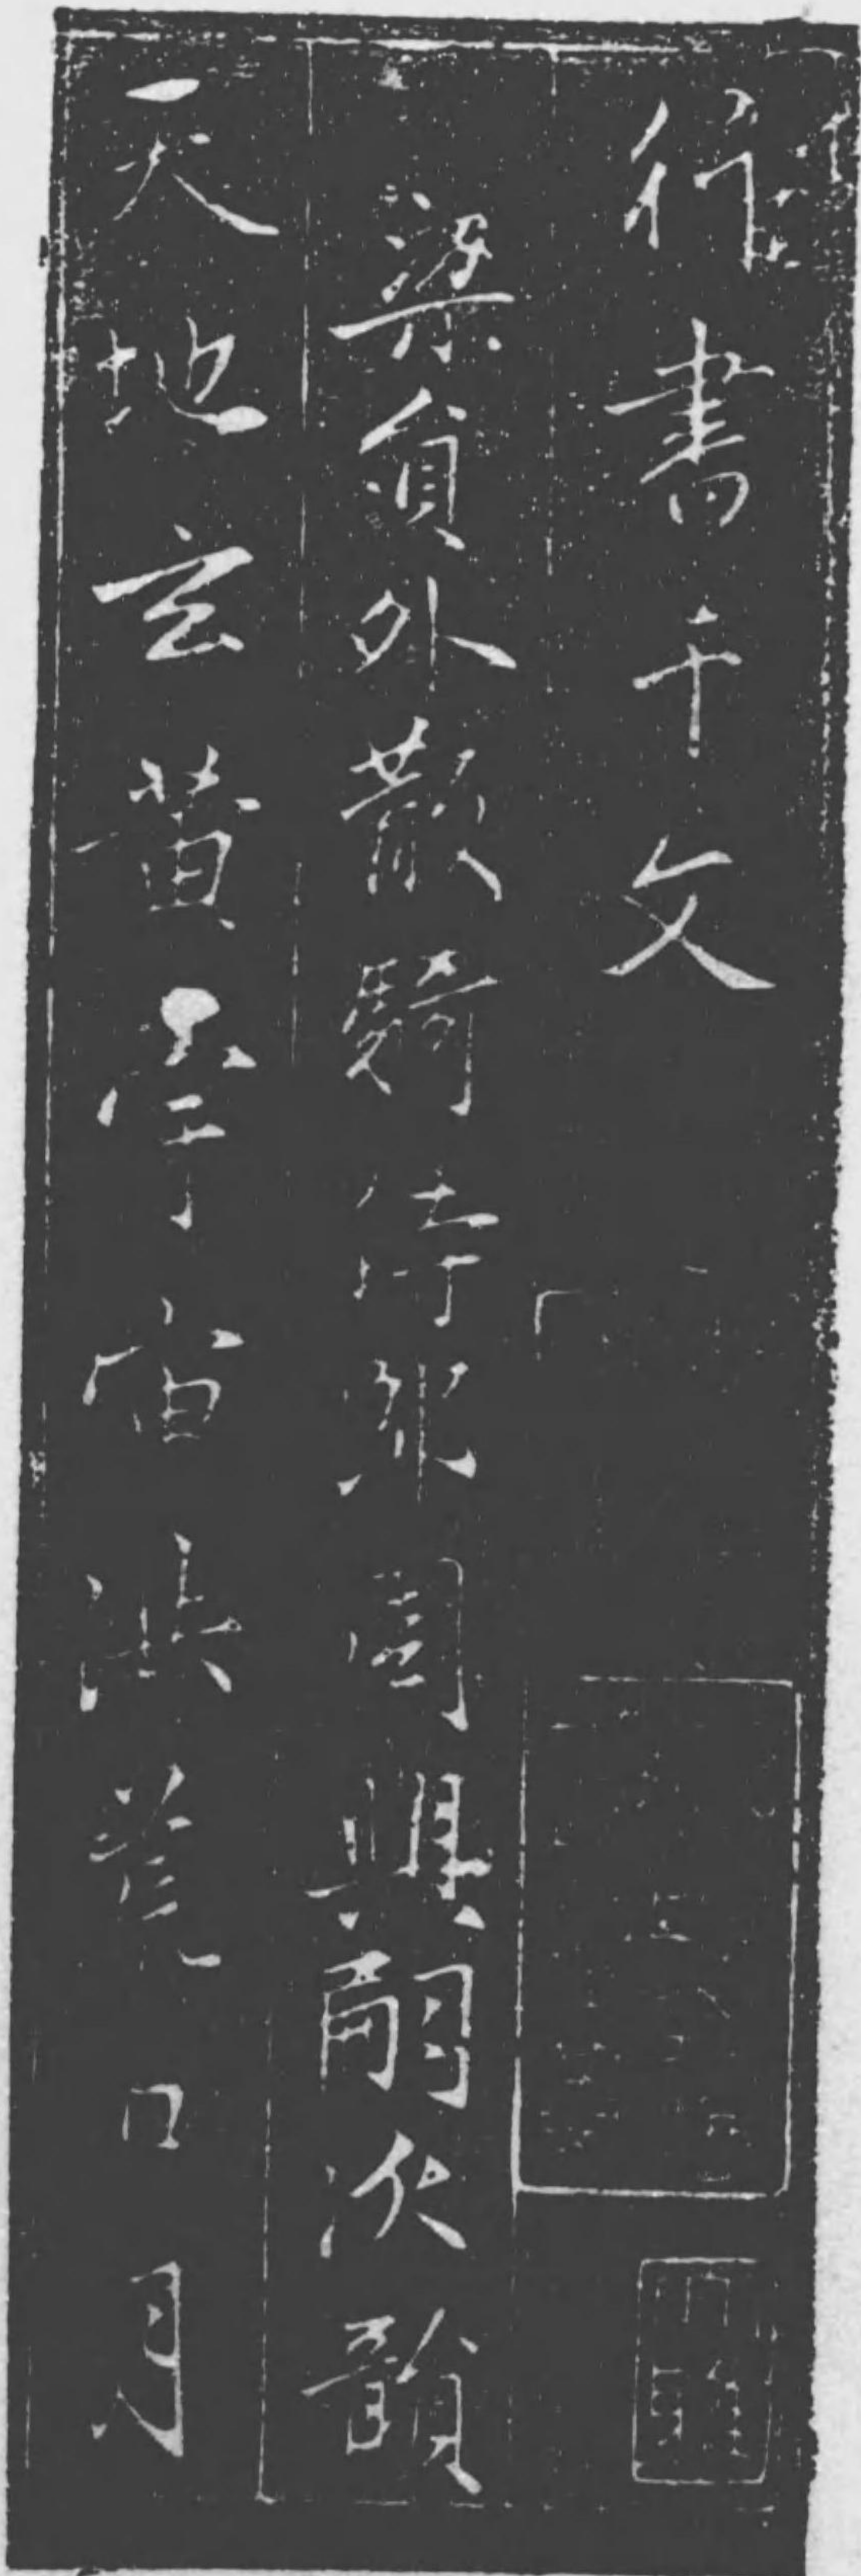 行書千文
梁貟外散騎侍郎周興嗣次韻
天地玄黃宇宙洪荒日月